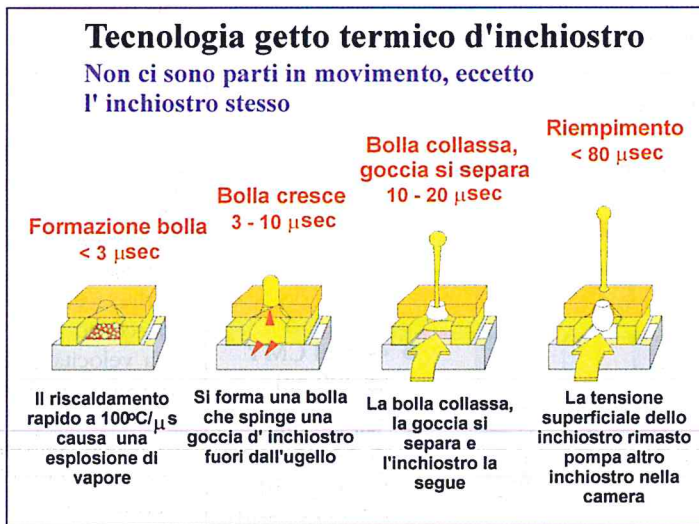 Tecnologia getto termico d'inchiostro
Non ci sono parti in movimento, eccetto
l' inchiostro stesso
Formazione bolla
< 3 μsec
Bolla cresce
3 - 10 μsec
Bolla collassa,
goccia si separa
10 - 20 μsec
Riempimento
< 80 μsec
Il riscaldamento
rapido a 100ºC/μs
causa una
esplosione di
vapore
Si forma una bolla
che spinge una
goccia d' inchiostro
fuori dall'ugello
La bolla collassa,
la goccia si
separa e
l'inchiostro la
segue
La tensione
superficiale dello
inchiostro rimasto
pompa altro
inchiostro nella
camera